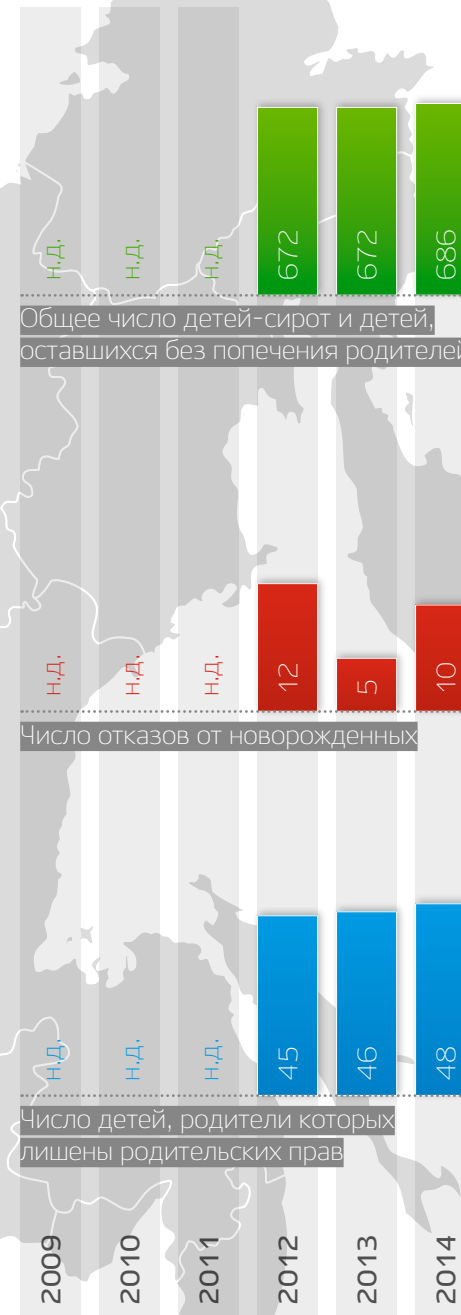 н.д.
н.д.
н.д.
672
672
686
Общее число детей-сирот и детей,
оставшихся без попечения родителей
н.д.
н.д.
н.д.
12
5
10
Число отказов от новорожденных
н.д.
н.д.
н.д.
45
46
48
Число детей, родители которых
лишены родительских прав
2009
2010
2011
2012
2013
2014